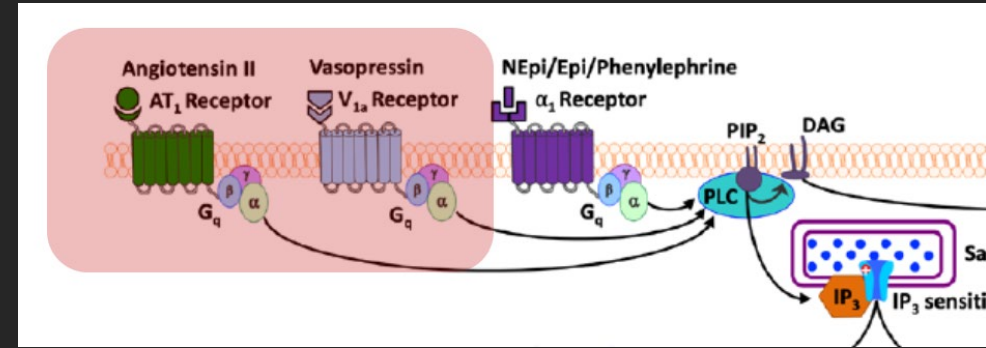 Angiotensin II
AT₁ Receptor
Vasopressin
V₁ₐ Receptor
NEpi/Epi/Phenylephrine
α₁ Receptor
PIP₂
DAG
γ
β
α
Gq
γ
β
α
Gq
γ
β
α
Gq
PLC
Sa
IP₃
IP₃ sensiti